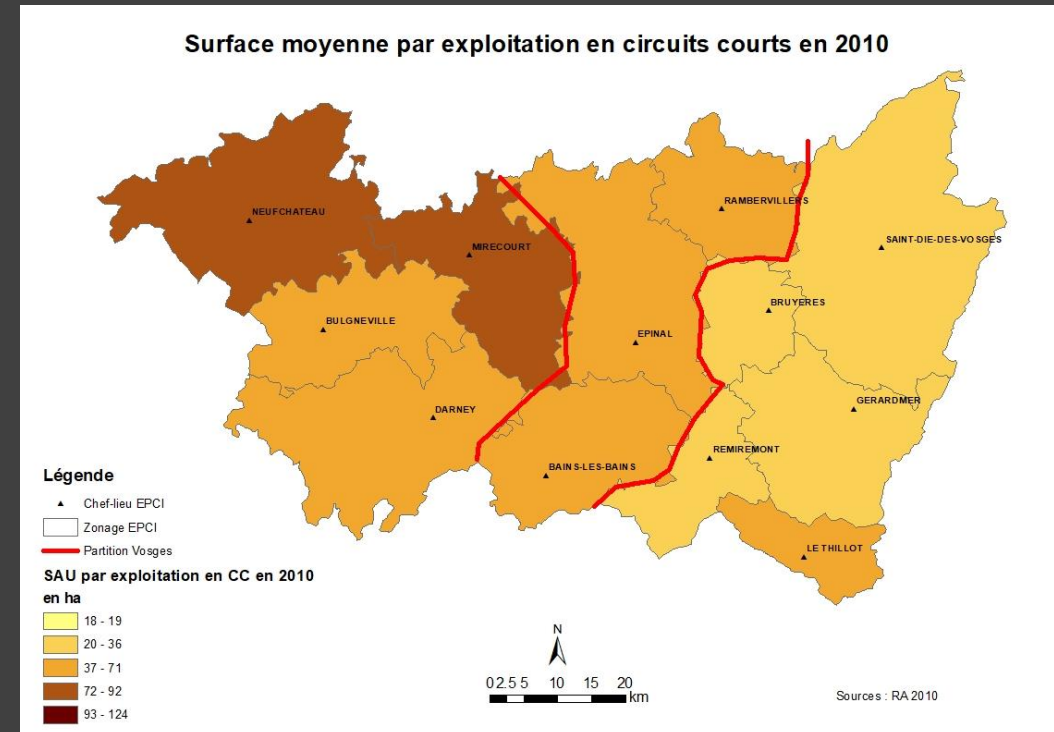 Surface moyenne par exploitation en circuits courts en 2010
NEUFCHATEAU
MIRECOURT
RAMBERVILLERS
SAINT-DIE-DES-VOSGES
BULGNEVILLE
BRUYERES
EPINAL
DARNEY
GERARDMER
BAINS-LES-BAINS
REMIREMONT
LE THILLOT
Légende
Chef-lieu EPCI
Zonage EPCI
Partition Vosges
SAU par exploitation en CC en 2010
en ha
18 - 19
20 - 36
37 - 71
72 - 92
93 - 124
N
0 2.5 5 10 15 20
km
Sources : RA 2010